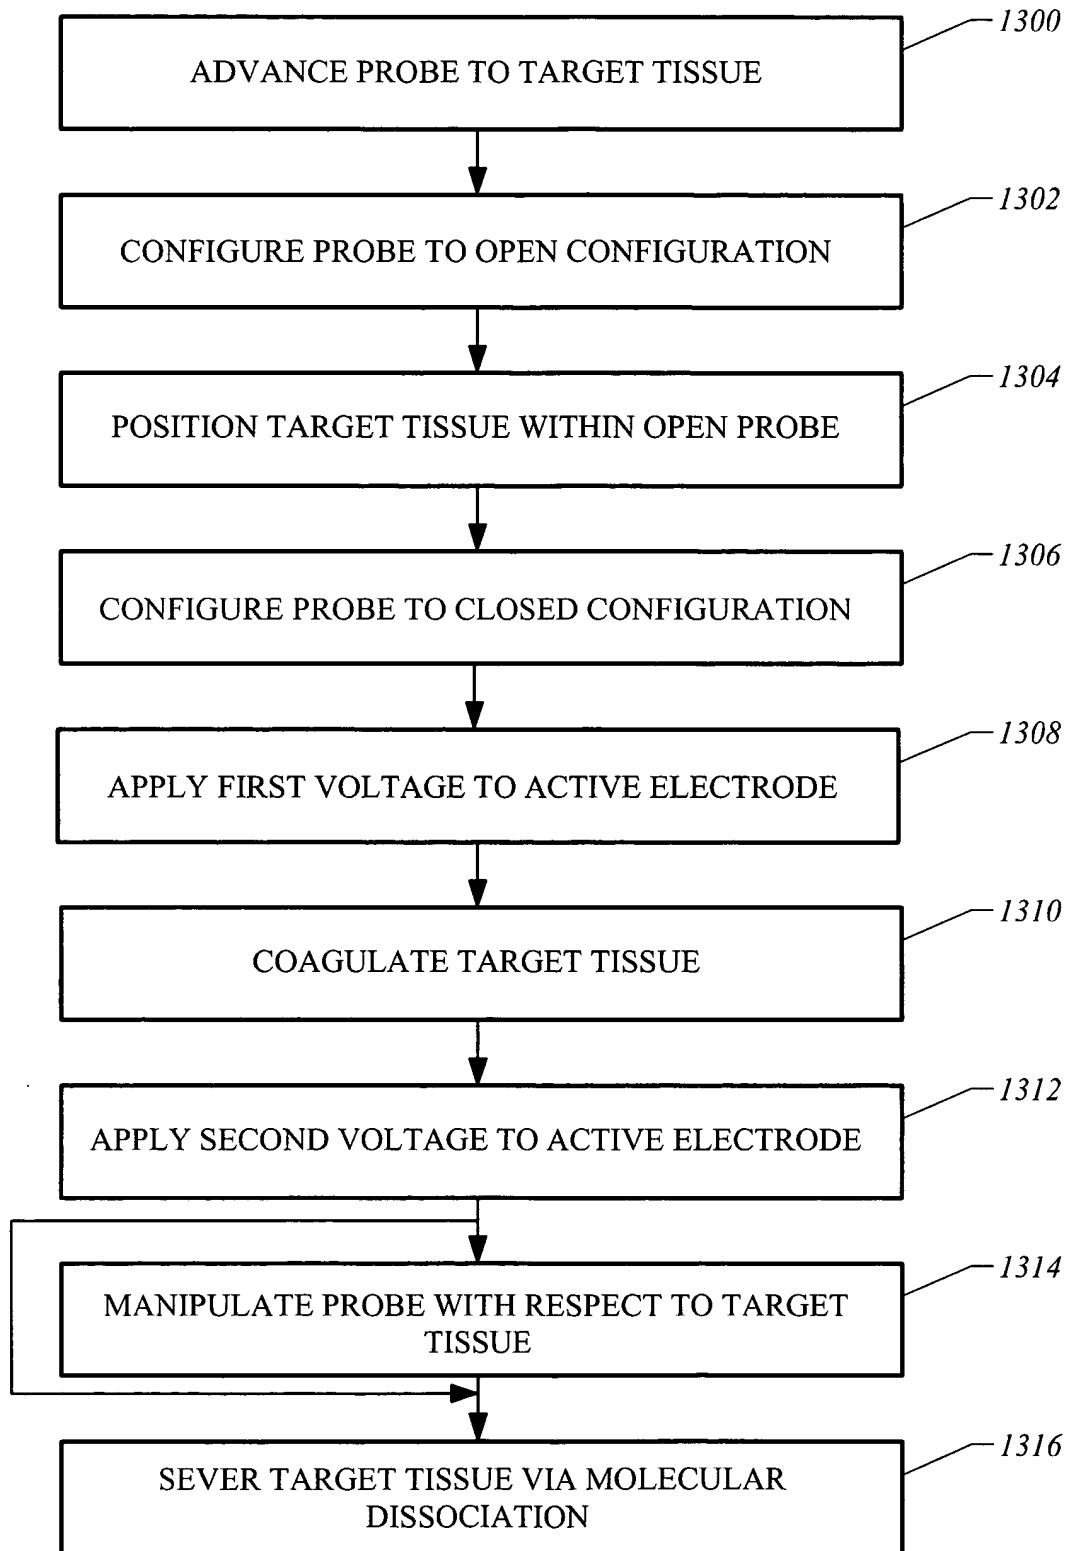 1300
ADVANCE PROBE TO TARGET TISSUE
1302
CONFIGURE PROBE TO OPEN CONFIGURATION
1304
POSITION TARGET TISSUE WITHIN OPEN PROBE
1306
CONFIGURE PROBE TO CLOSED CONFIGURATION
1308
APPLY FIRST VOLTAGE TO ACTIVE ELECTRODE
1310
COAGULATE TARGET TISSUE
1312
APPLY SECOND VOLTAGE TO ACTIVE ELECTRODE
1314
MANIPULATE PROBE WITH RESPECT TO TARGET
TISSUE
1316
SEVER TARGET TISSUE VIA MOLECULAR
DISSOCIATION